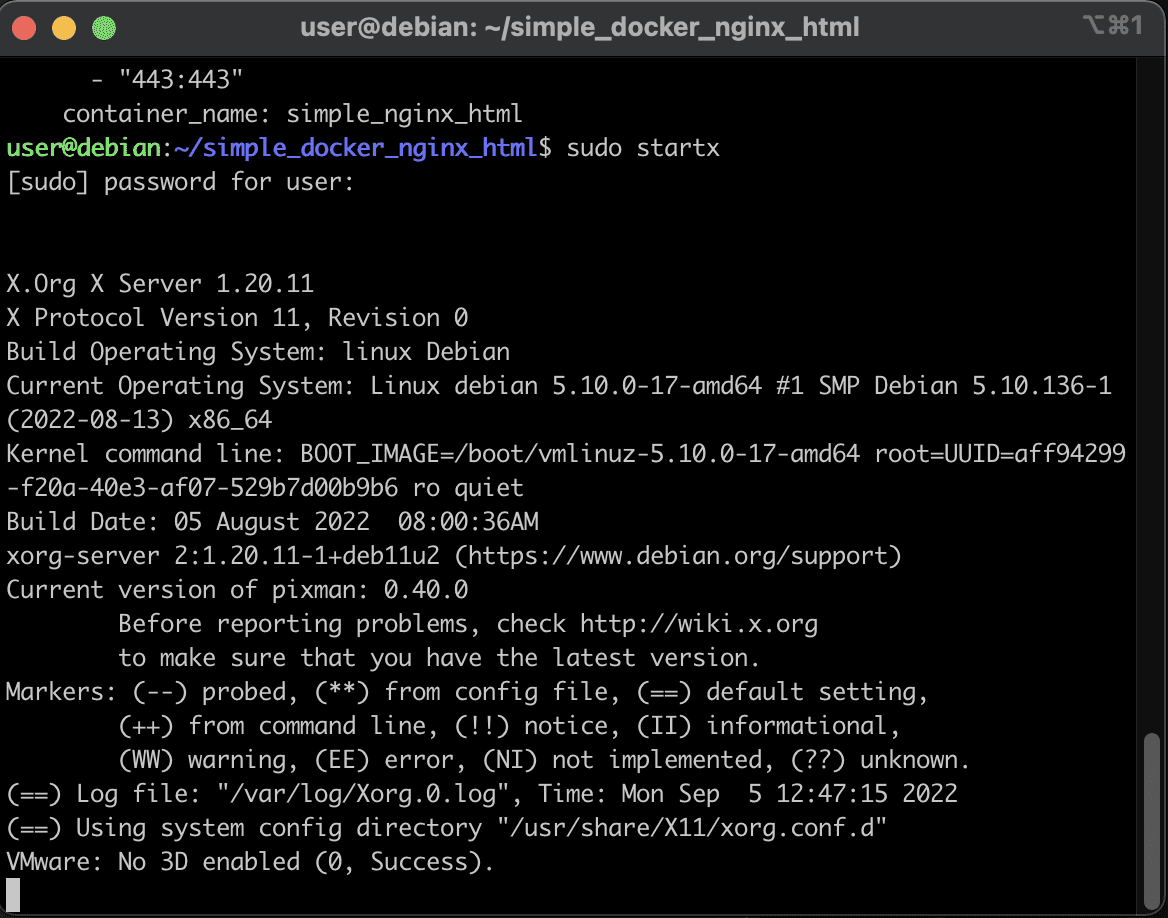 user@debian: ~/simple_docker_nginx_html ⌥⌘1
- "443:443"
container_name: simple_nginx_html
user@debian:~/simple_docker_nginx_html$ sudo startx
[sudo] password for user:
X.Org X Server 1.20.11
X Protocol Version 11, Revision 0
Build Operating System: linux Debian
Current Operating System: Linux debian 5.10.0-17-amd64 #1 SMP Debian 5.10.136-1
(2022-08-13) x86_64
Kernel command line: BOOT_IMAGE=/boot/vmlinuz-5.10.0-17-amd64 root=UUID=aff94299
-f20a-40e3-af07-529b7d00b9b6 ro quiet
Build Date: 05 August 2022  08:00:36AM
xorg-server 2:1.20.11-1+deb11u2 (https://www.debian.org/support)
Current version of pixman: 0.40.0
Before reporting problems, check http://wiki.x.org
to make sure that you have the latest version.
Markers: (--) probed, (**) from config file, (==) default setting,
(++) from command line, (!!) notice, (II) informational,
(WW) warning, (EE) error, (NI) not implemented, (??) unknown.
(==) Log file: "/var/log/Xorg.0.log", Time: Mon Sep  5 12:47:15 2022
(==) Using system config directory "/usr/share/X11/xorg.conf.d"
VMware: No 3D enabled (0, Success).